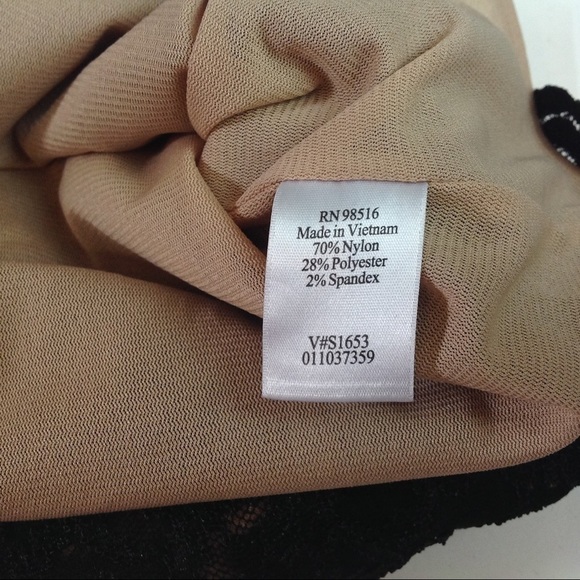 RN 98516
Made in Vietnam
70% Nylon
28% Polyester
2% Spandex
V#S1653
011037359